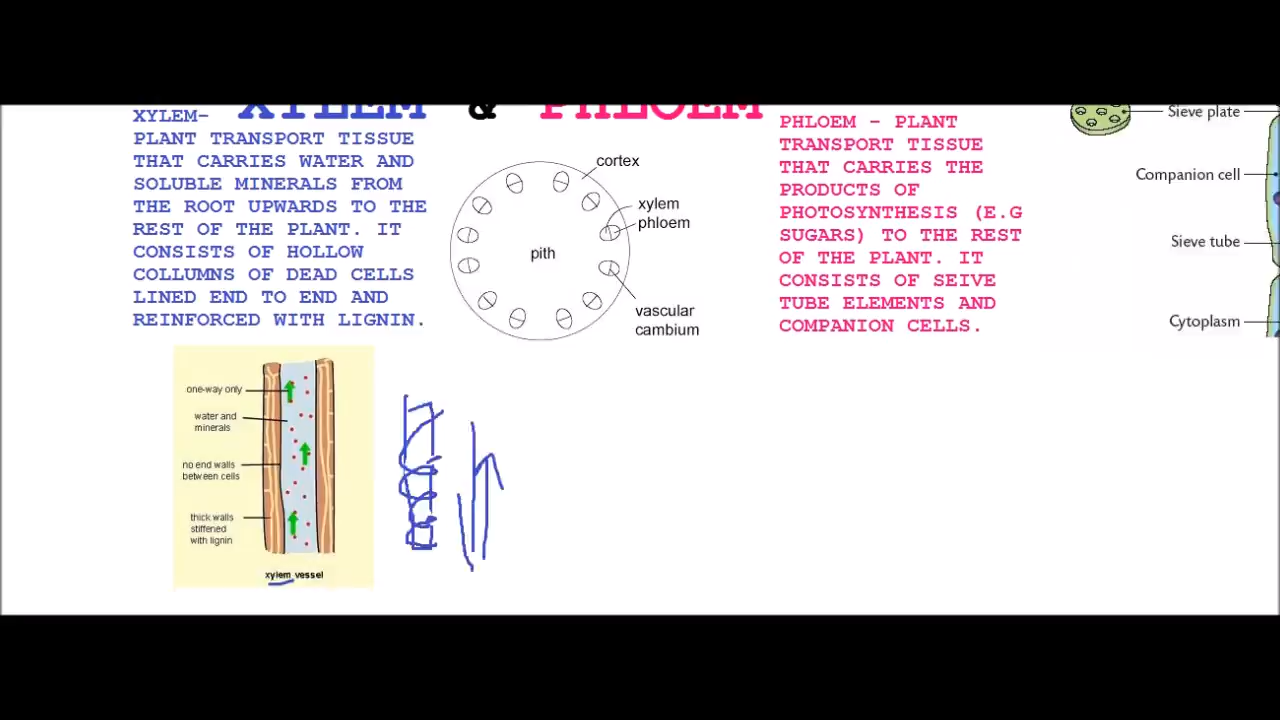 XYLEM & PHLOEM
XYLEM-
PLANT TRANSPORT TISSUE
THAT CARRIES WATER AND
SOLUBLE MINERALS FROM
THE ROOT UPWARDS TO THE
REST OF THE PLANT. IT
CONSISTS OF HOLLOW
COLLUMNS OF DEAD CELLS
LINED END TO END AND
REINFORCED WITH LIGNIN.
cortex
xylem
phloem
pith
vascular
cambium
PHLOEM - PLANT
TRANSPORT TISSUE
THAT CARRIES THE
PRODUCTS OF
PHOTOSYNTHESIS (E.G
SUGARS) TO THE REST
OF THE PLANT. IT
CONSISTS OF SEIVE
TUBE ELEMENTS AND
COMPANION CELLS.
Sieve plate
Companion cell
Sieve tube
Cytoplasm
one-way only
water and
minerals
no end walls
between cells
thick walls
stiffened
with lignin
xylem vessel